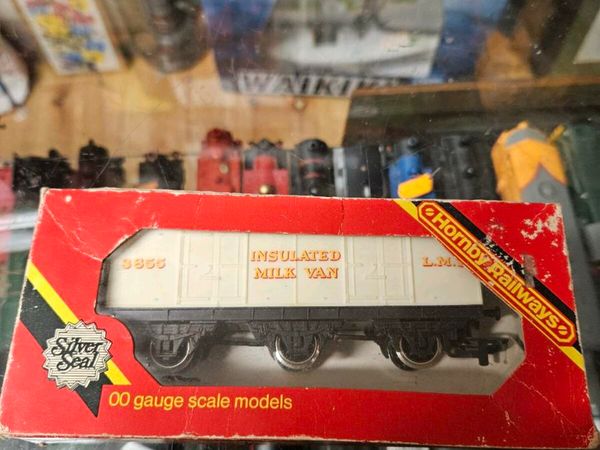 WAIKI
3855
INSULATED
MILK VAN
L.M.
Hornby Railways
Silver
Seal
00 gauge scale models